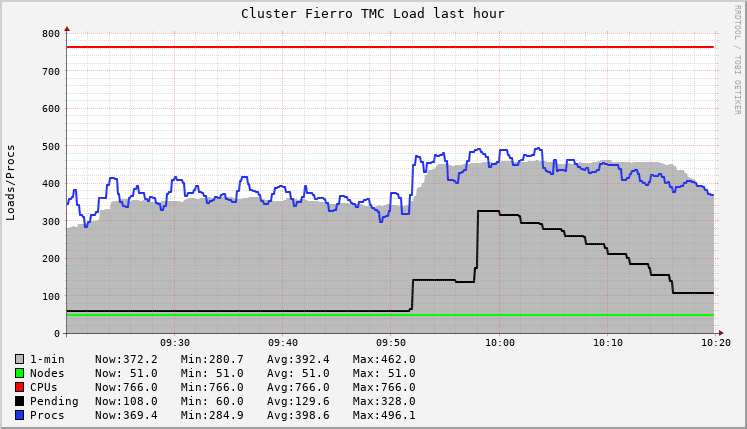 Cluster Fierro TMC Load last hour
RRDTOOL / TOBI OETIKER
Loads/Procs
800
700
600
500
400
300
200
100
0
09:30 09:40 09:50 10:00 10:10 10:20
1-min Now:372.2 Min:280.7 Avg:392.4 Max:462.0
Nodes Now: 51.0 Min: 51.0 Avg: 51.0 Max: 51.0
CPUs Now:766.0 Min:766.0 Avg:766.0 Max:766.0
Pending Now:108.0 Min: 60.0 Avg:129.6 Max:328.0
Procs Now:369.4 Min:284.9 Avg:398.6 Max:496.1